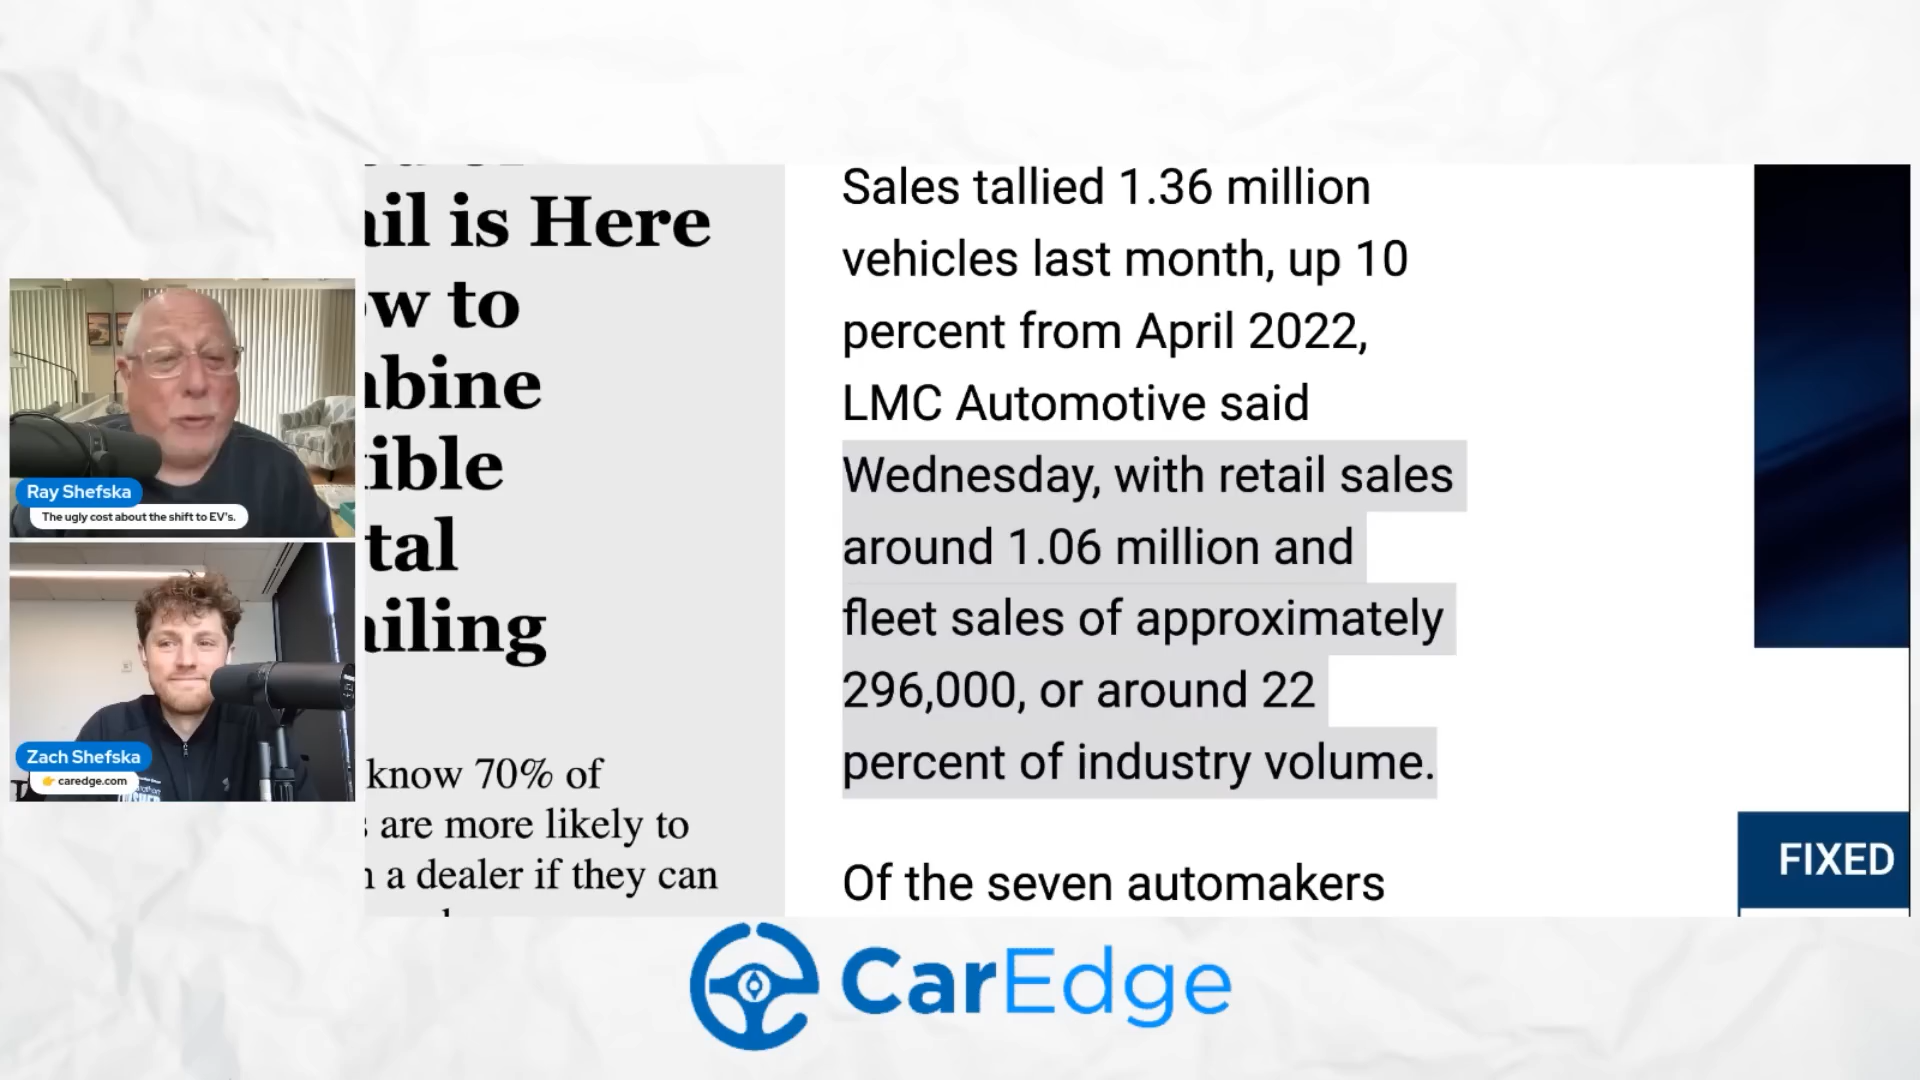 ail is Here
ow to
bine
ible
tal
ailing
know 70% of
s are more likely to
n a dealer if they can
Sales tallied 1.36 million
vehicles last month, up 10
percent from April 2022,
LMC Automotive said
Wednesday, with retail sales
around 1.06 million and
fleet sales of approximately
296,000, or around 22
percent of industry volume.
Of the seven automakers
FIXED
Ray Shefska
The ugly cost about the shift to EV's.
Zach Shefska
👉 caredge.com
CarEdge